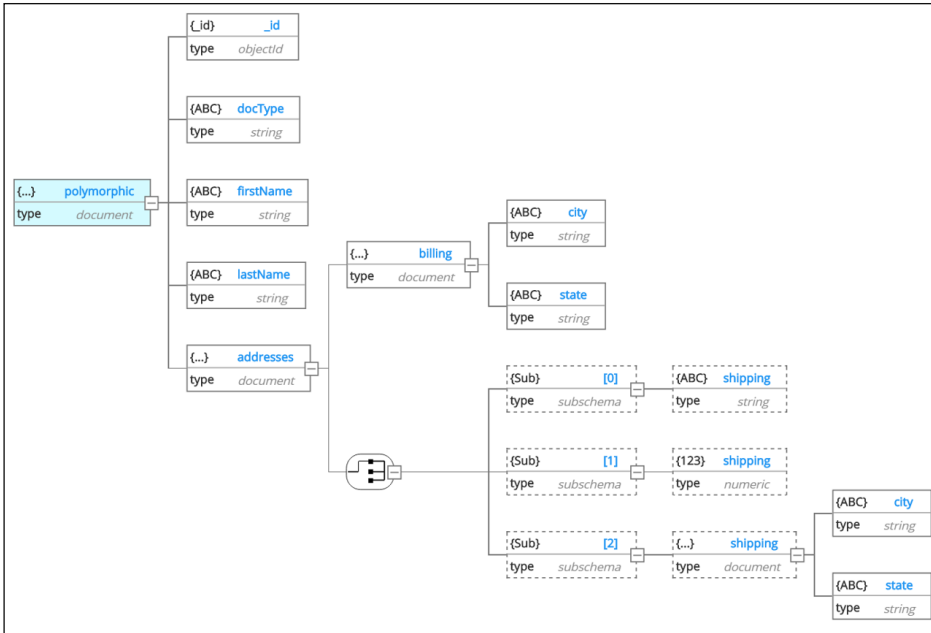 {_id} _id
type objectId
{ABC} docType
type string
{...} polymorphic
type document
{ABC} firstName
type string
{ABC} lastName
type string
{...} addresses
type document
{...} billing
type document
{ABC} city
type string
{ABC} state
type string
{Sub} [0]
type subschema
{ABC} shipping
type string
{Sub} [1]
type subschema
{123} shipping
type numeric
{Sub} [2]
type subschema
{...} shipping
type document
{ABC} city
type string
{ABC} state
type string